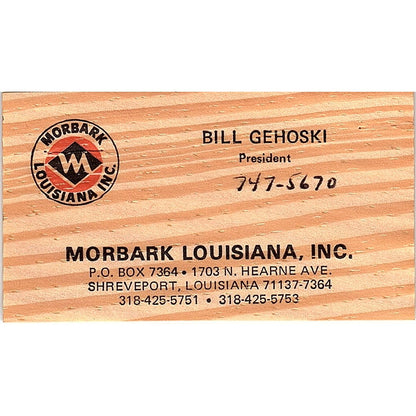 MORBARK
LOUISIANA INC.
M
BILL GEHOSKI
President
747-5670
MORBARK LOUISIANA, INC.
P.O. BOX 7364 • 1703 N. HEARNE AVE.
SHREVEPORT, LOUISIANA 71137-7364
318-425-5751 • 318-425-5753